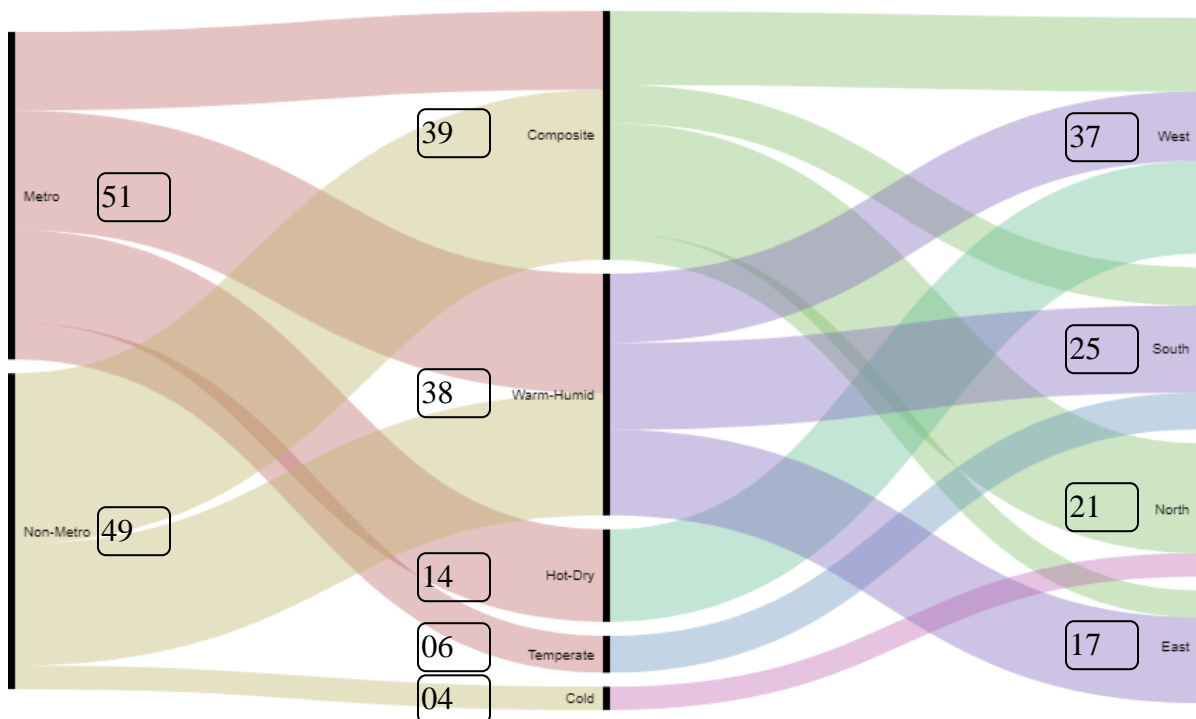 39
Composite
37
West
Metro
51
25
South
38
Warm-Humid
21
North
Non-Metro
49
14
Hot-Dry
06
Temperate
17
East
04
Cold